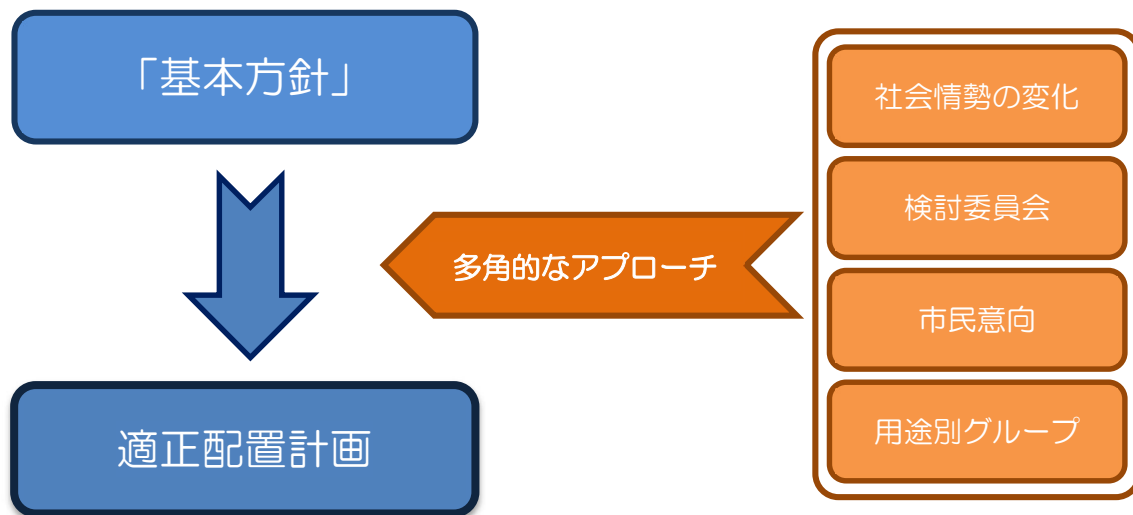 「基本方針」
多角的なアプローチ
適正配置計画
社会情勢の変化
検討委員会
市民意向
用途別グループ